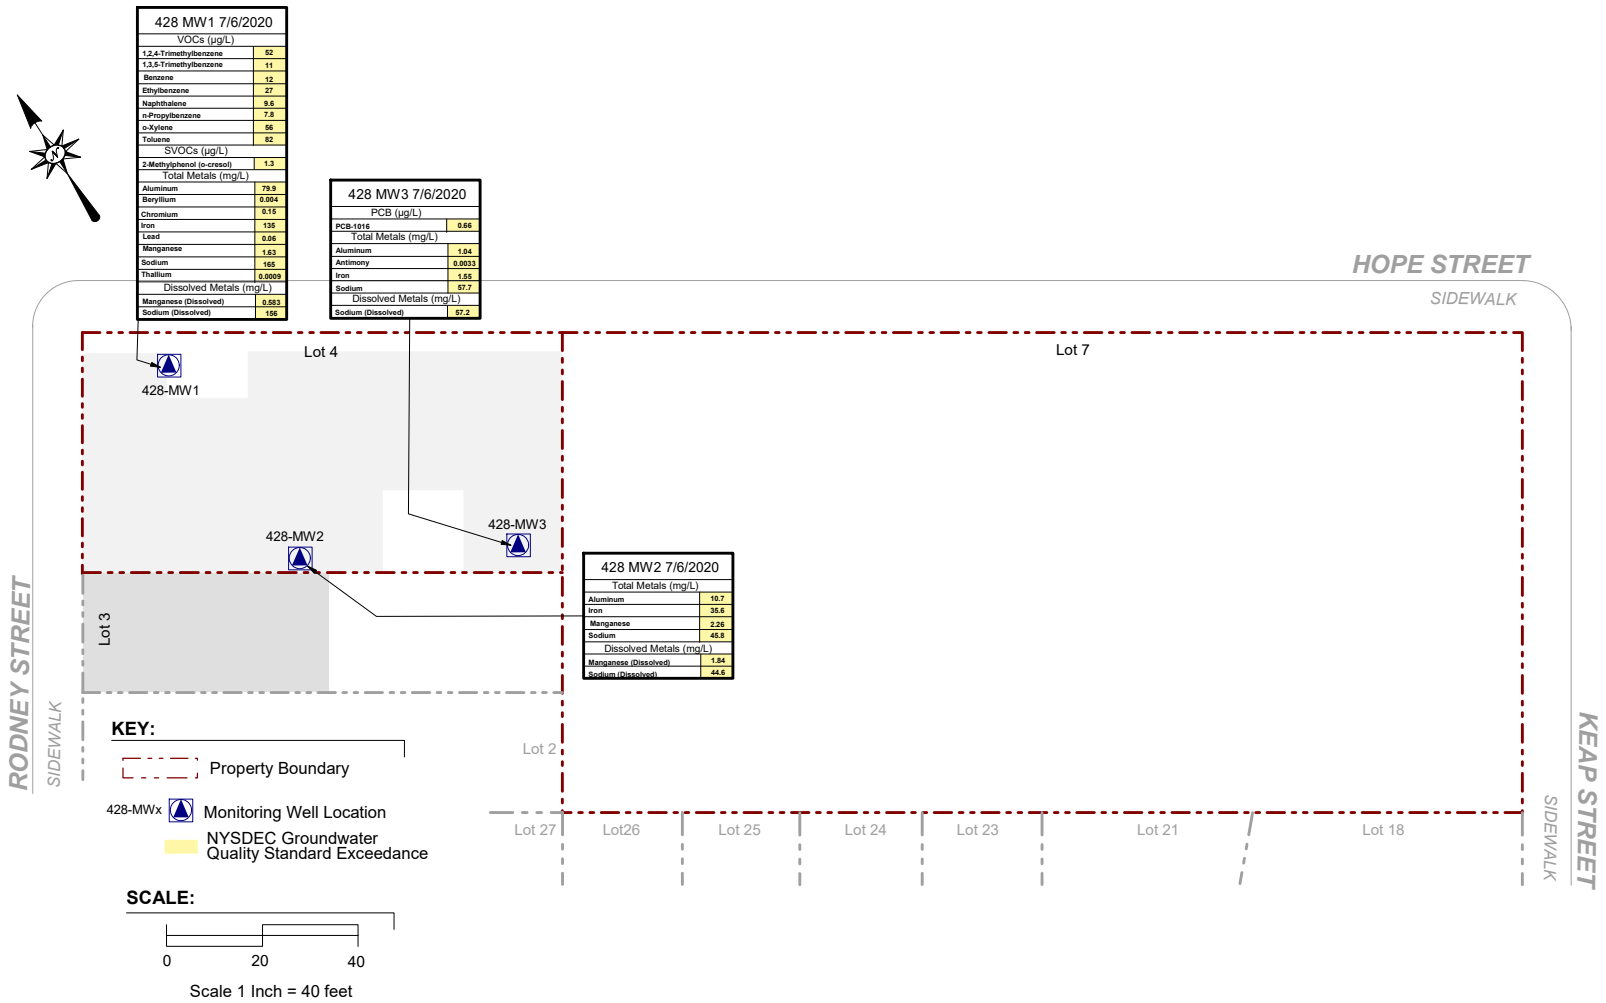 428 MW1 7/6/2020
VOCs (µg/L)
1,2,4-Trimethylbenzene 52
1,3,5-Trimethylbenzene 11
Benzene 12
Ethylbenzene 27
Naphthalene 9.6
n-Propylbenzene 7.8
o-Xylene 56
Toluene 82
SVOCs (µg/L)
2-Methylphenol (o-cresol) 1.3
Total Metals (mg/L)
Aluminum 79.9
Beryllium 0.004
Chromium 0.15
Iron 135
Lead 0.06
Manganese 1.63
Sodium 165
Thallium 0.0009
Dissolved Metals (mg/L)
Manganese (Dissolved) 0.583
Sodium (Dissolved) 156
N
428 MW3 7/6/2020
PCB (µg/L)
PCB-1016 0.66
Total Metals (mg/L)
Aluminum 1.04
Antimony 0.0033
Iron 1.55
Sodium 57.7
Dissolved Metals (mg/L)
Sodium (Dissolved) 57.2
HOPE STREET
SIDEWALK
Lot 4
Lot 7
428-MW1
428-MW2
428-MW3
428 MW2 7/6/2020
Total Metals (mg/L)
Aluminum 10.7
Iron 35.6
Manganese 2.26
Sodium 45.8
Dissolved Metals (mg/L)
Manganese (Dissolved) 1.84
Sodium (Dissolved) 44.6
Lot 3
RODNEY STREET
SIDEWALK
KEAP STREET
SIDEWALK
Lot 2
Lot 27
Lot26
Lot 25
Lot 24
Lot 23
Lot 21
Lot 18
KEY:
Property Boundary
428-MWx Monitoring Well Location
NYSDEC Groundwater
Quality Standard Exceedance
SCALE:
0 20 40
Scale 1 Inch = 40 feet